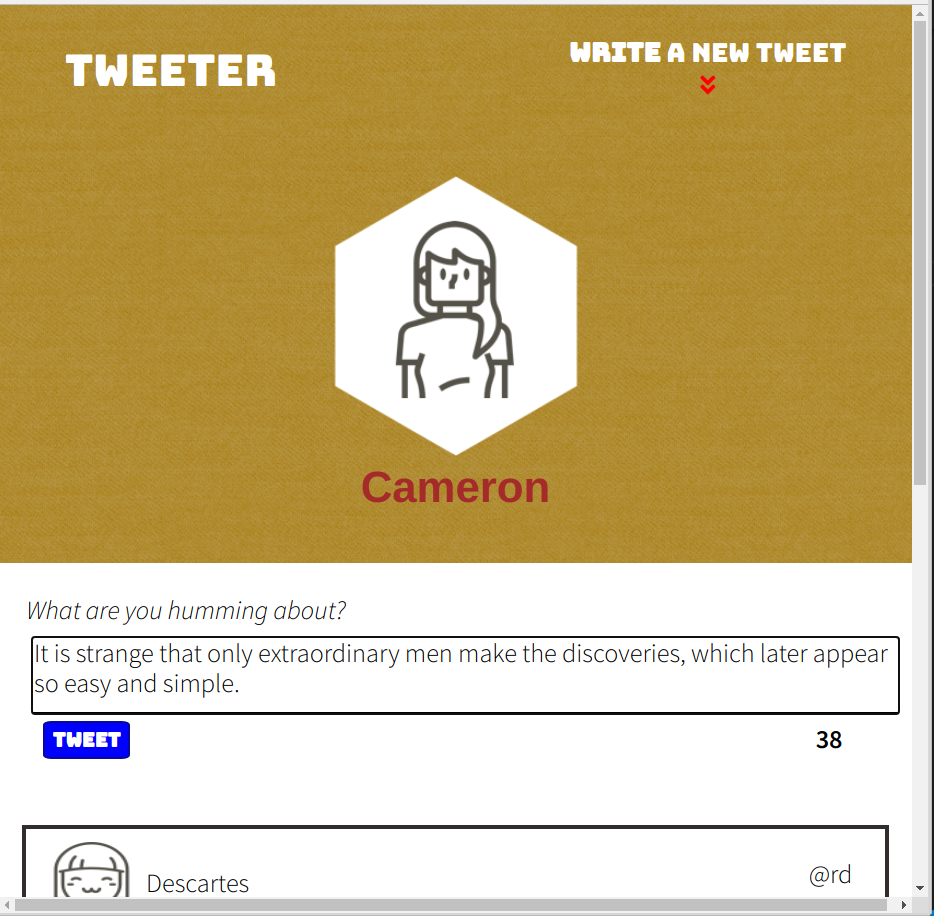 TWEETER
WRITE A NEW TWEET
Cameron
What are you humming about?
It is strange that only extraordinary men make the discoveries, which later appear
so easy and simple.
TWEET
38
Descartes
@rd